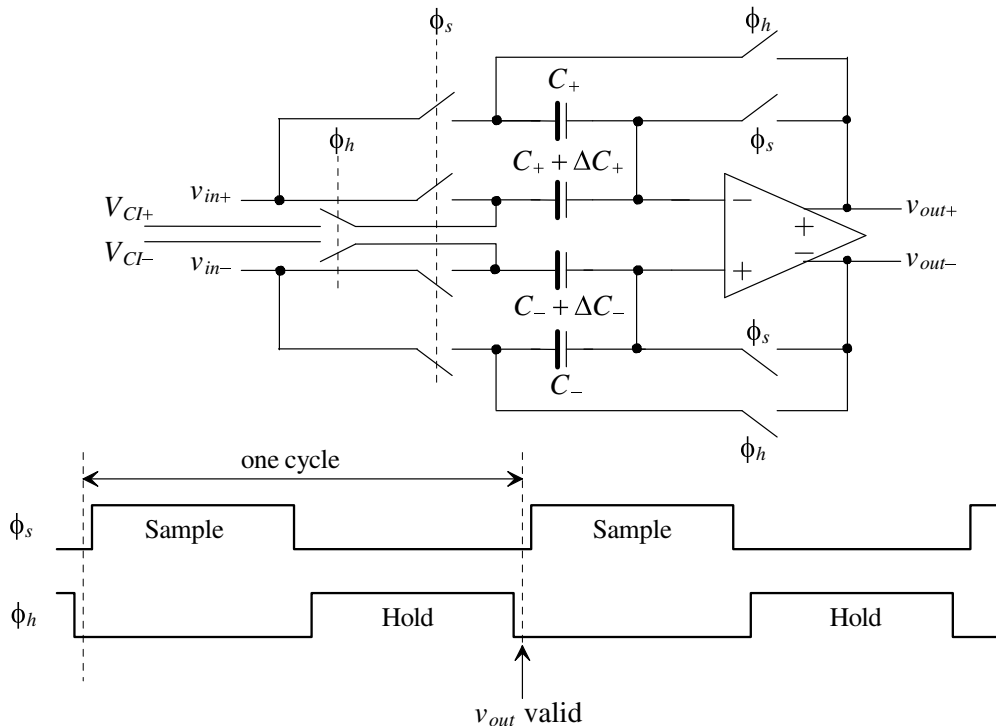 ϕh
ϕs
C+
ϕh
ϕs
C+ + ΔC+
vin+
VCI+
−
vout+
+
VCI−
vin−
−
vout−
+
C− + ΔC−
ϕs
C−
ϕh
one cycle
ϕs
Sample
Sample
ϕh
Hold
Hold
vout valid